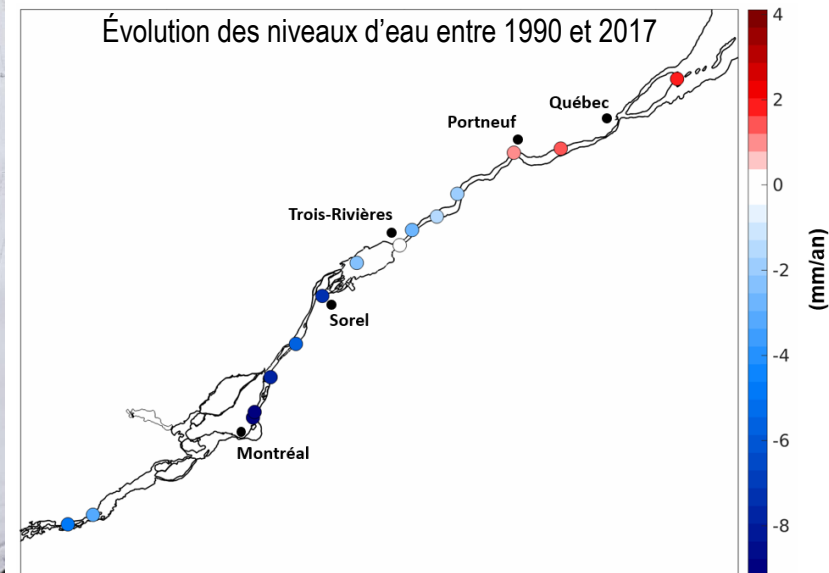 Évolution des niveaux d’eau entre 1990 et 2017
Québec
Portneuf
Trois-Rivières
Sorel
Montréal
4
2
0
-2
-4
-6
-8
(mm/an)